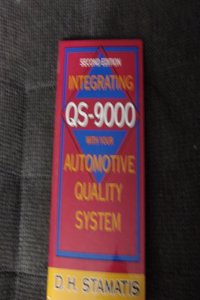 SECOND EDITION
INTEGRATING
QS-9000
WITH YOUR
AUTOMOTIVE
QUALITY
SYSTEM
D. H. STAMATIS